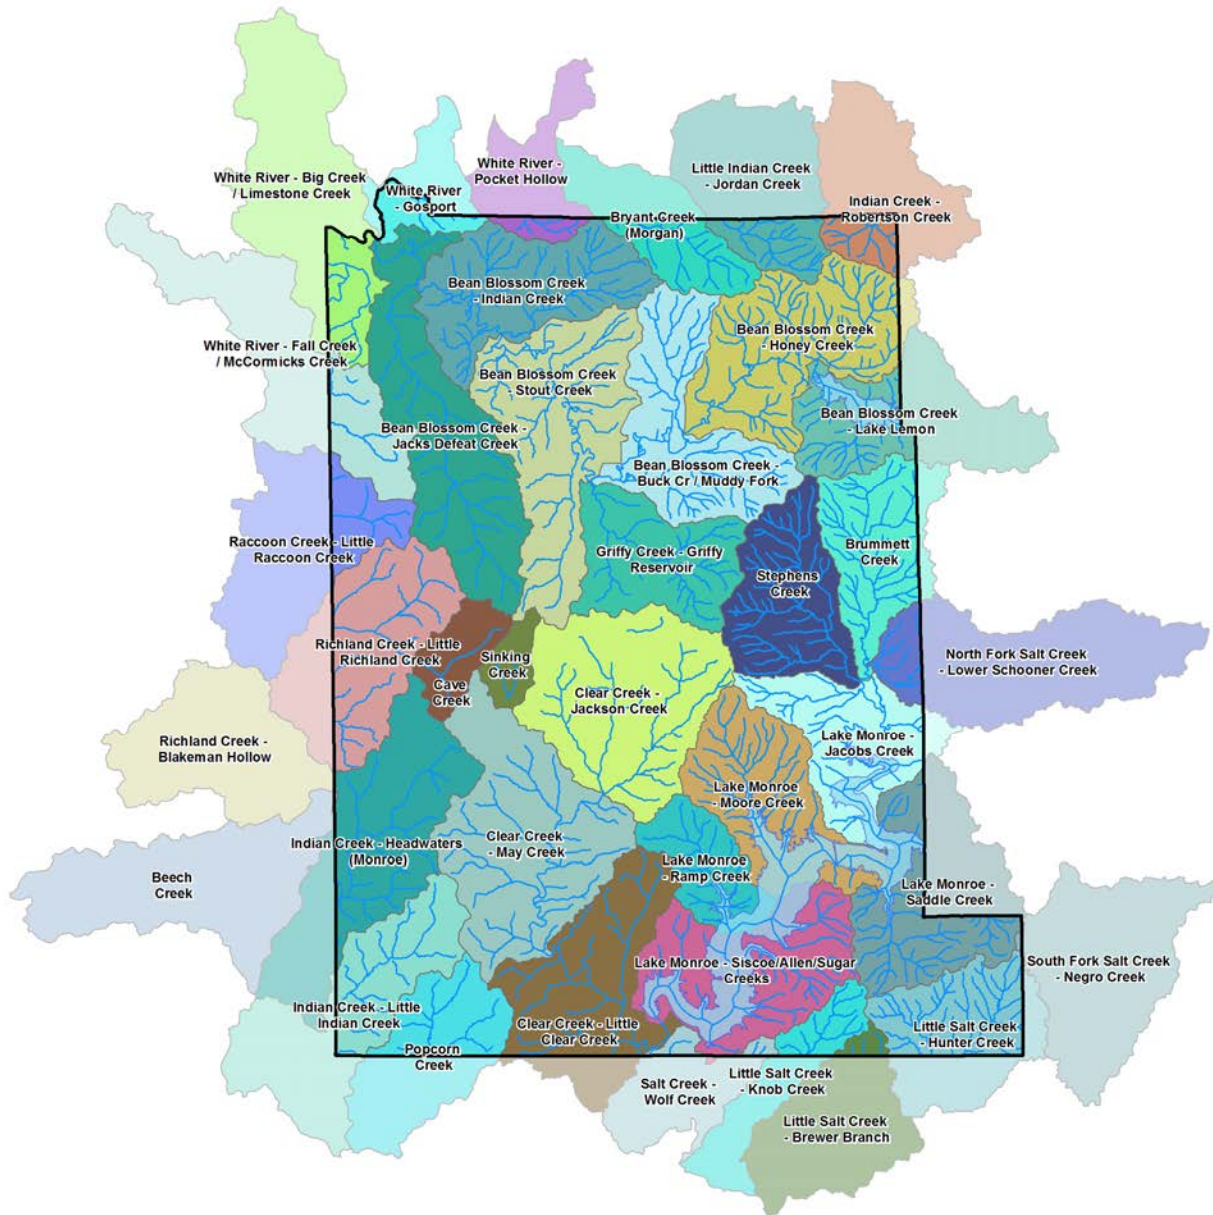 White River -
Pocket Hollow
White River - Big Creek
/ Limestone Creek
White River
- Gosport
Little Indian Creek
- Jordan Creek
Indian Creek -
Robertson Creek
Bryant Creek
(Morgan)
Bean Blossom Creek
- Indian Creek
Bean Blossom Creek
- Honey Creek
White River - Fall Creek
/ McCormicks Creek
Bean Blossom Creek
- Stout Creek
Bean Blossom Creek
- Lake Lemon
Bean Blossom Creek -
Jacks Defeat Creek
Bean Blossom Creek -
Buck Cr / Muddy Fork
Raccoon Creek - Little
Raccoon Creek
Griffy Creek - Griffy
Reservoir
Stephens
Creek
Brummett
Creek
Richland Creek - Little
Richland Creek
Sinking
Creek
Cave
Creek
Clear Creek -
Jackson Creek
North Fork Salt Creek
- Lower Schooner Creek
Richland Creek -
Blakeman Hollow
Lake Monroe -
Jacobs Creek
Lake Monroe
- Moore Creek
Indian Creek - Headwaters
(Monroe)
Clear Creek
- May Creek
Lake Monroe
- Ramp Creek
Beech
Creek
Lake Monroe -
Saddle Creek
Lake Monroe - Siscoe/Allen/Sugar
Creeks
South Fork Salt Creek
- Negro Creek
Indian Creek - Little
Indian Creek
Clear Creek - Little
Clear Creek
Little Salt Creek
- Hunter Creek
Popcorn
Creek
Salt Creek -
Wolf Creek
Little Salt Creek
- Knob Creek
Little Salt Creek
- Brewer Branch